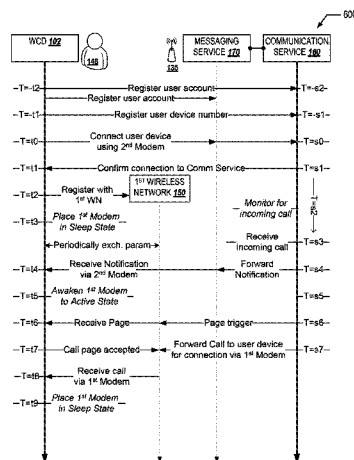 600
WCD 102
148
135
MESSAGING
SERVICE 170
COMMUNICATION
SERVICE 160
T=-t2
Register user account
T=-s2
Register user account
T=-t1
Register user device number
T=-s1
T=t0
Connect user device
using 2nd Modem
T=s0
T=t1
Confirm connection to Comm Service
T=s1
T=t2
Register with
1st WN
1ST WIRELESS
NETWORK 150
Monitor for
incoming call
T=s2
T=t3
Place 1st Modem
in Sleep State
Receive
incoming call
T=s3
Periodically exch. param
T=t4
Receive Notification
via 2nd Modem
Forward
Notification
T=s4
T=t5
Awaken 1st Modem
to Active State
T=s5
T=t6
Receive Page
Page trigger
T=s6
T=t7
Call page accepted
Forward Call to user device
for connection via 1st Modem
T=s7
T=t8
Receive call
via 1st Modem
T=t9
Place 1st Modem
in Sleep State